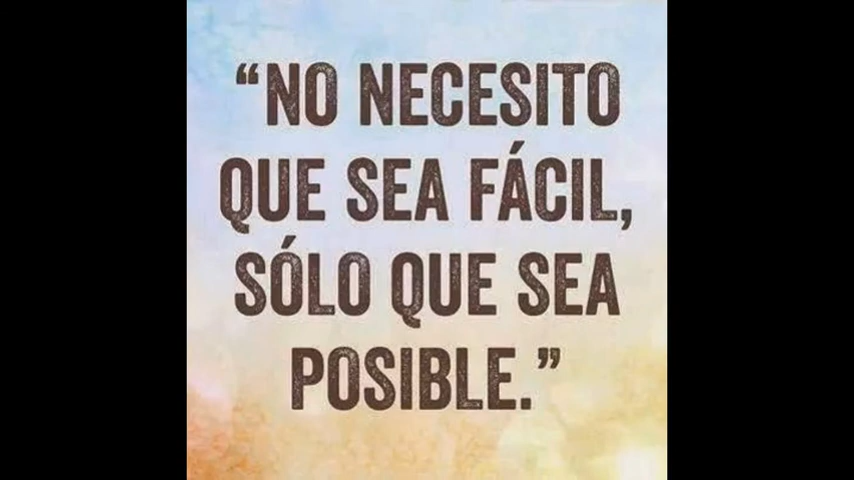 “NO NECESITO
QUE SEA FÁCIL,
SÓLO QUE SEA
POSIBLE.”